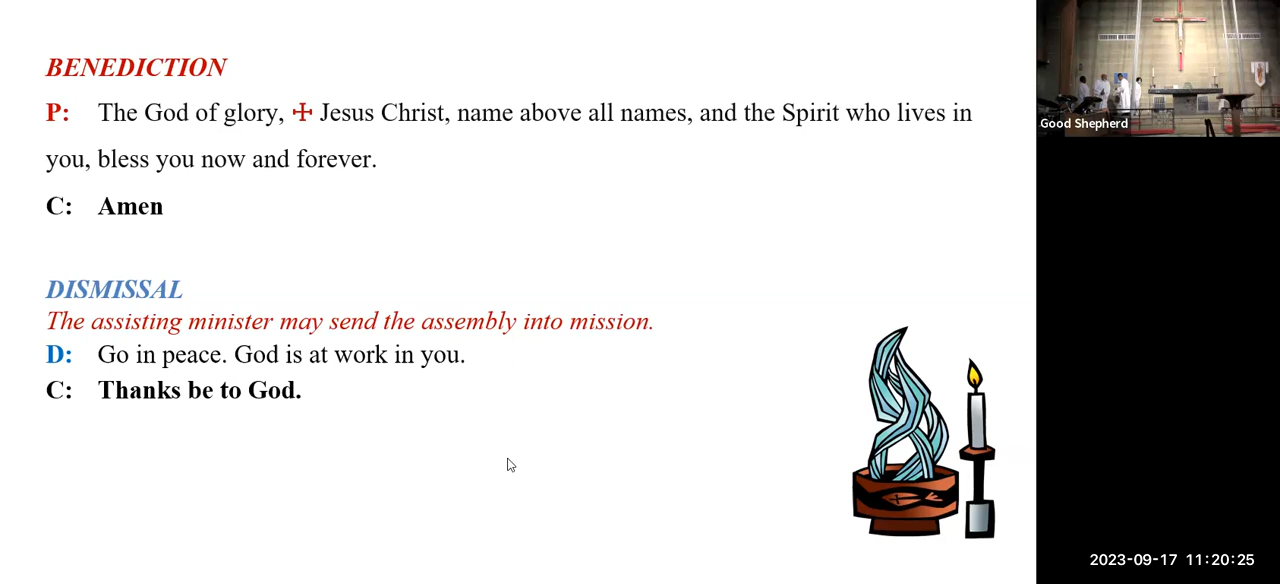 BENEDICTION
P: The God of glory, ☩ Jesus Christ, name above all names, and the Spirit who lives in
you, bless you now and forever.
C: Amen
DISMISSAL
The assisting minister may send the assembly into mission.
D: Go in peace. God is at work in you.
C: Thanks be to God.
Good Shepherd
2023-09-17 11:20:25